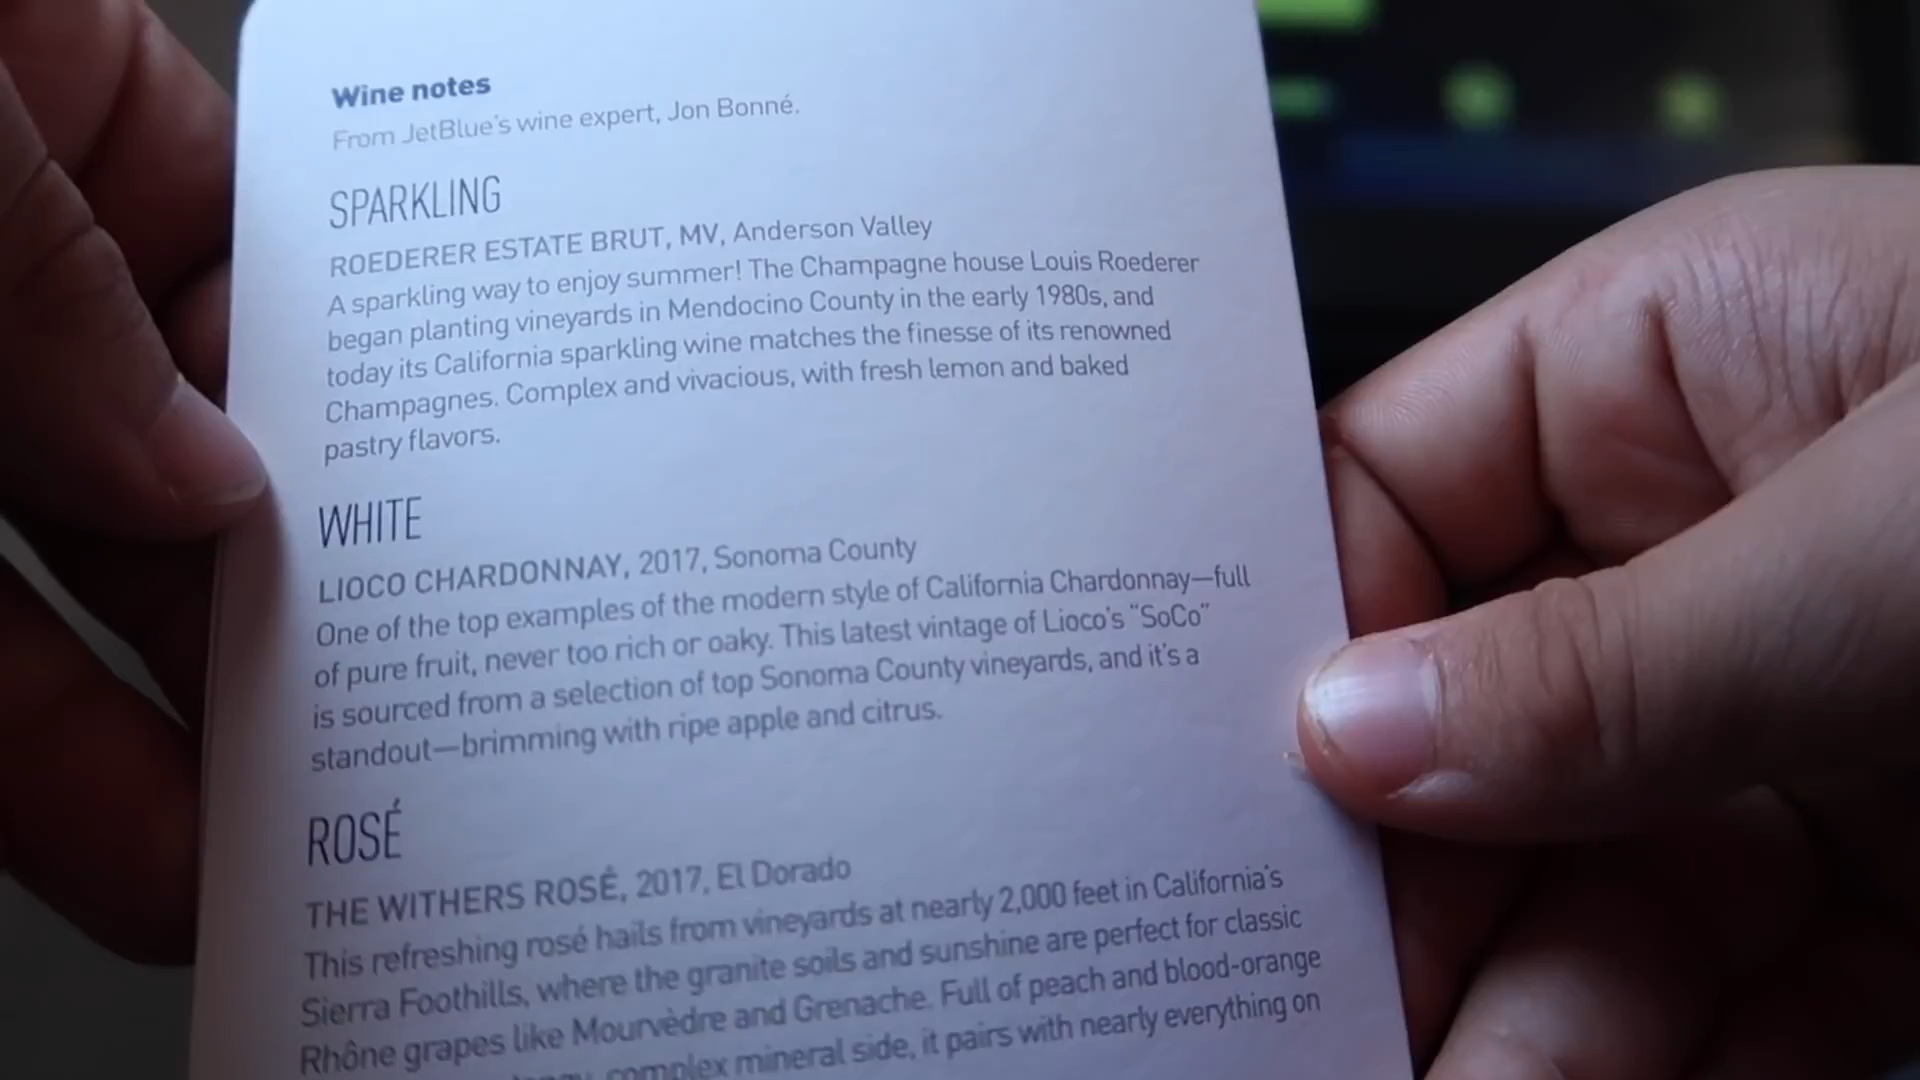 Wine notes
From JetBlue's wine expert, Jon Bonné.
SPARKLING
ROEDERER ESTATE BRUT, MV, Anderson Valley
A sparkling way to enjoy summer! The Champagne house Louis Roederer
began planting vineyards in Mendocino County in the early 1980s, and
today its California sparkling wine matches the finesse of its renowned
Champagnes. Complex and vivacious, with fresh lemon and baked
pastry flavors.
WHITE
LIOCO CHARDONNAY, 2017, Sonoma County
One of the top examples of the modern style of California Chardonnay—full
of pure fruit, never too rich or oaky. This latest vintage of Lioco's "SoCo"
is sourced from a selection of top Sonoma County vineyards, and it's a
standout—brimming with ripe apple and citrus.
ROSÉ
THE WITHERS ROSÉ, 2017, El Dorado
This refreshing rosé hails from vineyards at nearly 2,000 feet in California's
Sierra Foothills, where the granite soils and sunshine are perfect for classic
Rhône grapes like Mourvèdre and Grenache. Full of peach and blood-orange
complex mineral side, it pairs with nearly everything on